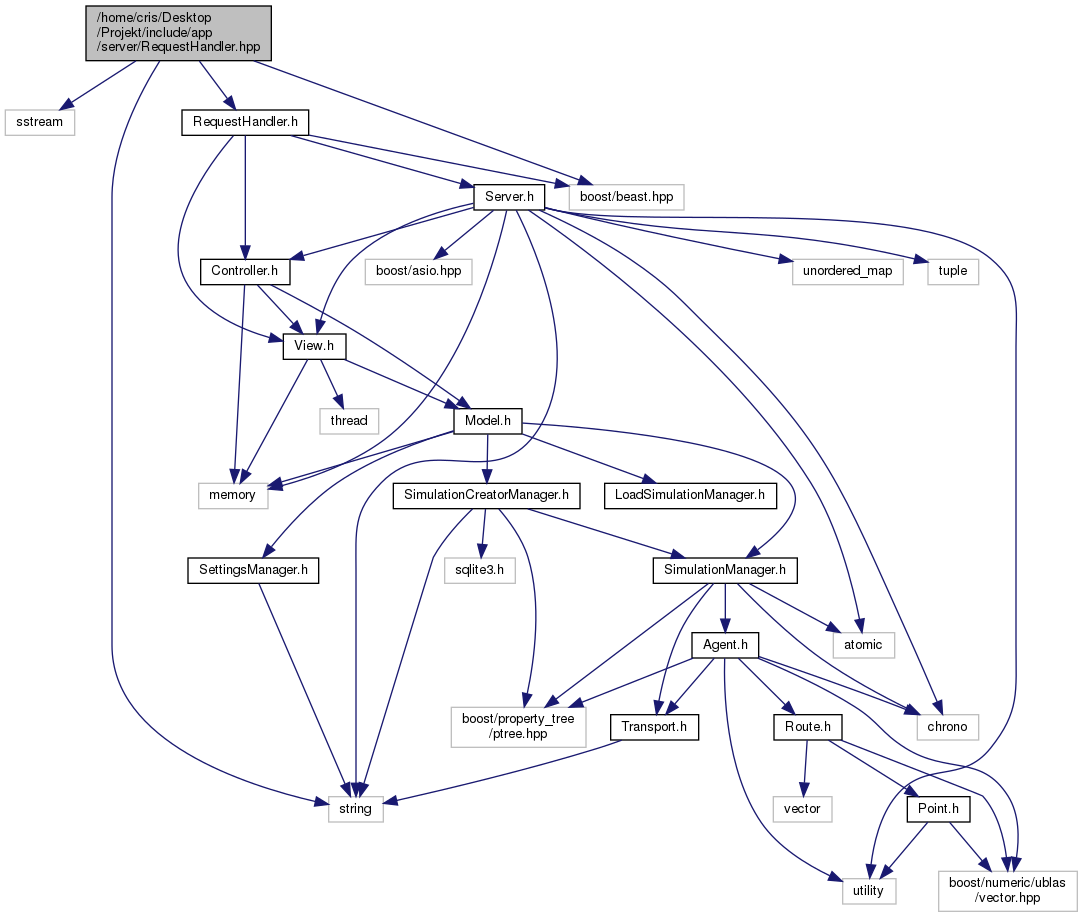 /home/cris/Desktop
/Projekt/include/app
/server/RequestHandler.hpp
sstream
RequestHandler.h
Server.h
boost/beast.hpp
Controller.h
boost/asio.hpp
unordered_map
tuple
View.h
thread
Model.h
memory
SimulationCreatorManager.h
LoadSimulationManager.h
SettingsManager.h
sqlite3.h
SimulationManager.h
Agent.h
atomic
boost/property_tree
/ptree.hpp
Transport.h
Route.h
chrono
string
vector
Point.h
utility
boost/numeric/ublas
/vector.hpp